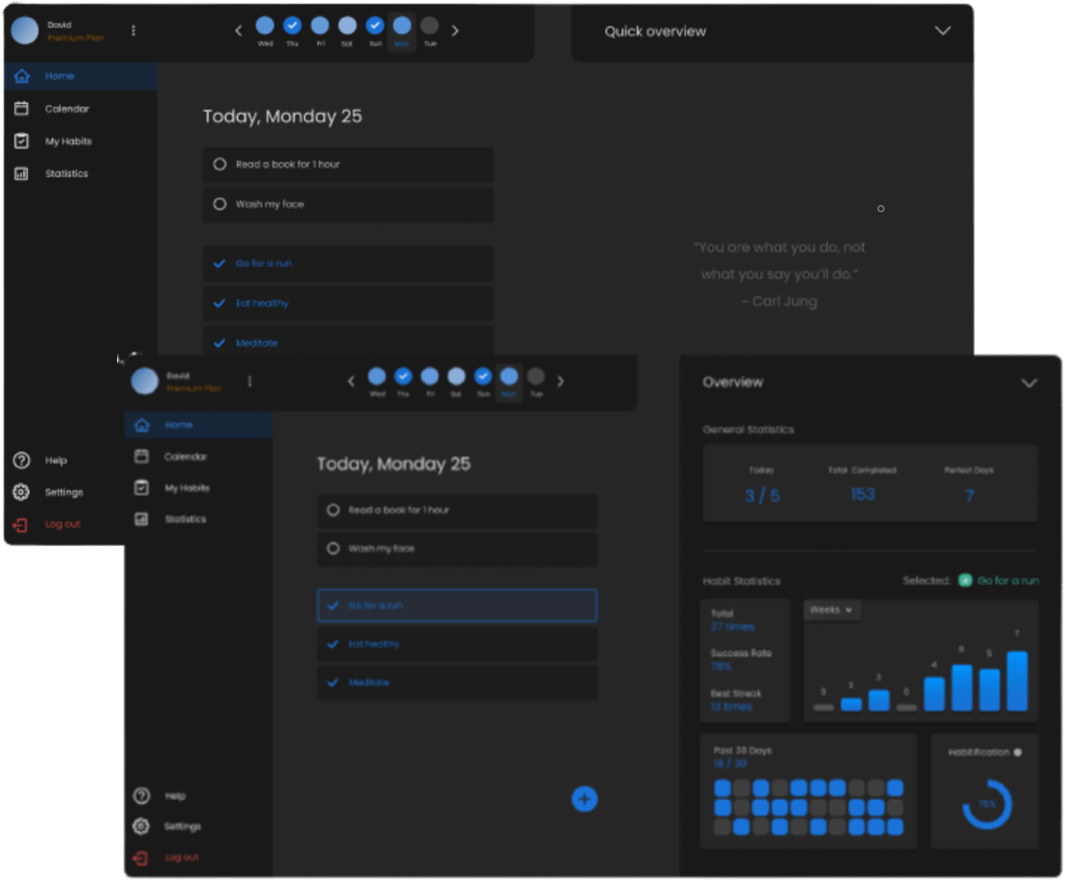 David
Premium Plan
Wed Thu Fri Sat Sun Mon Tue
Quick overview
Home
Calendar
My Habits
Statistics
Today, Monday 25
Read a book for 1 hour
Wash my face
Go for a run
Eat healthy
Meditate
"You are what you do, not
what you say you'll do."
- Carl Jung
Help
Settings
Log out
David
Premium Plan
Wed Thu Fri Sat Sun Mon Tue
Home
Calendar
My Habits
Statistics
Today, Monday 25
Read a book for 1 hour
Wash my face
Go for a run
Eat healthy
Meditate
Help
Settings
Log out
Overview
General Statistics
Today Total Completed Perfect Days
3 / 5 153 7
Habit Statistics Selected: Go for a run
Total
27 times
Success Rate
78%
Best Streak
13 times
Weeks
0 2 3 0 4 6 5 7
Past 30 Days
18 / 30
Habitification
75%